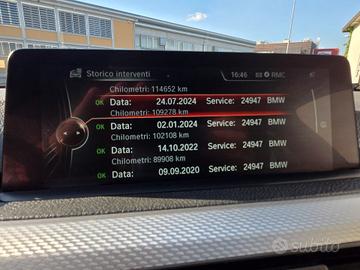 Storico interventi 16:46 88 RMC
Chilometri: 114652 km
OK Data: 24.07.2024 Service: 24947 BMW
Chilometri: 109278 km
OK Data: 02.01.2024 Service: 24947 BMW
Chilometri: 102108 km
OK Data: 14.10.2022 Service: 24947 BMW
Chilometri: 89908 km
OK Data: 09.09.2020 Service: 24947 BMW
subito